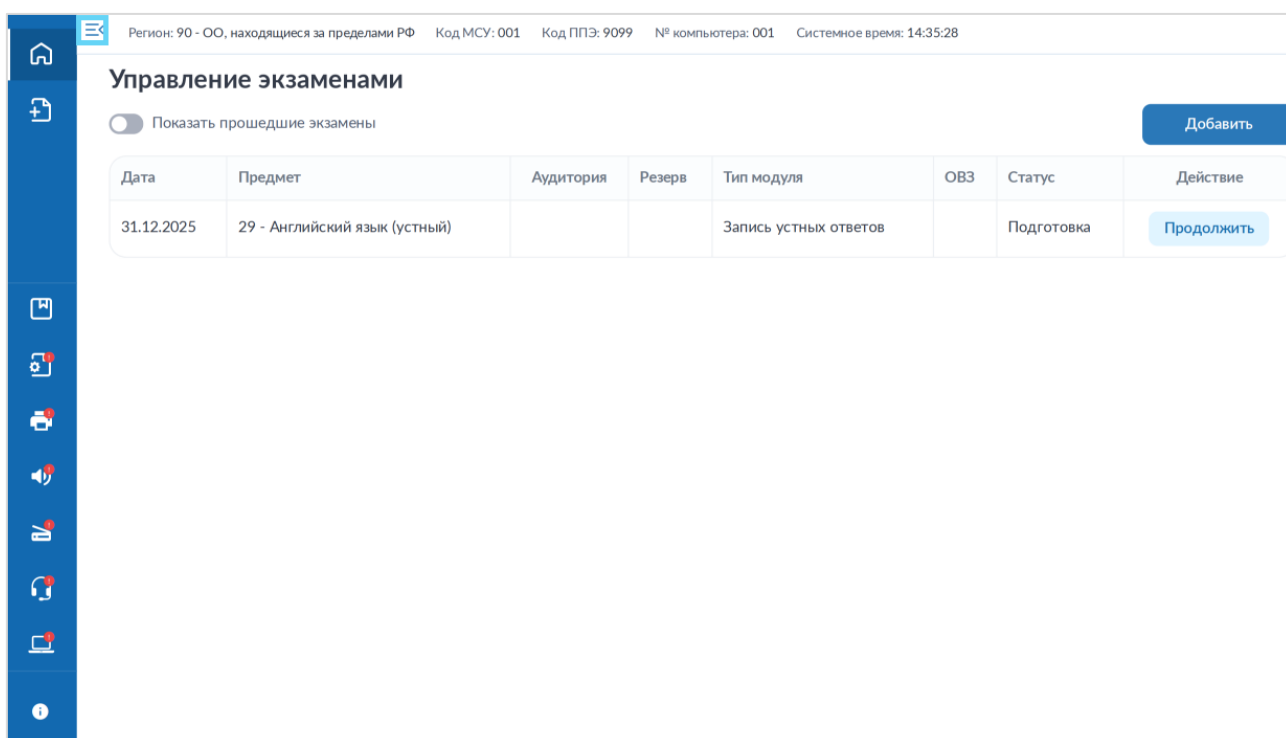 Регион: 90 - ОО, находящиеся за пределами РФ Код МСУ: 001 Код ППЭ: 9099 № компьютера: 001 Системное время: 14:35:28
Управление экзаменами
Показать прошедшие экзамены
Добавить
Дата Предмет Аудитория Резерв Тип модуля ОВЗ Статус Действие
31.12.2025 29 - Английский язык (устный) Запись устных ответов Подготовка Продолжить